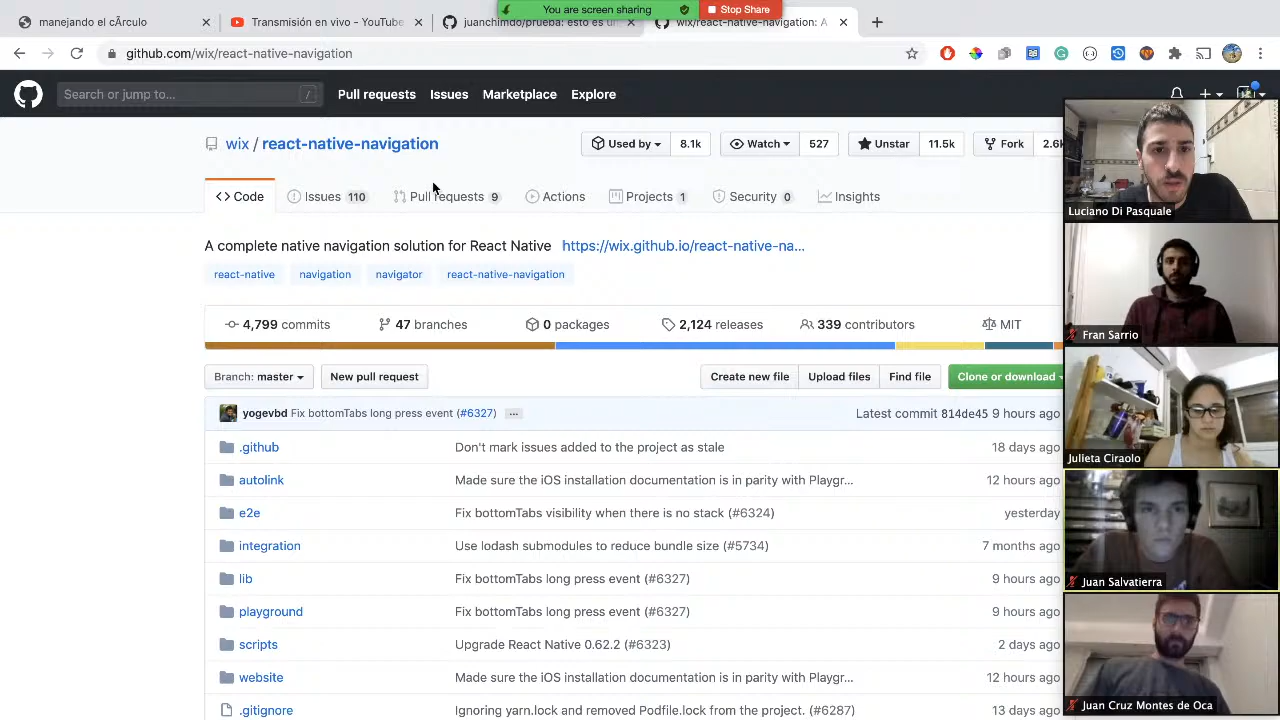 manejando el cÃrculo
Transmisión en vivo - YouTube
juanchimdo/prueba: esto es un
wix/react-native-navigation: A
You are screen sharing
Stop Share
github.com/wix/react-native-navigation
Search or jump to...
/
Pull requests
Issues
Marketplace
Explore
wix / react-native-navigation
Used by
8.1k
Watch
527
Unstar
11.5k
Fork
2.6k
Code
Issues 110
Pull requests 9
Actions
Projects 1
Security 0
Insights
A complete native navigation solution for React Native https://wix.github.io/react-native-na...
react-native
navigation
navigator
react-native-navigation
4,799 commits
47 branches
0 packages
2,124 releases
339 contributors
MIT
Branch: master
New pull request
Create new file
Upload files
Find file
Clone or download
yogevbd Fix bottomTabs long press event (#6327) ...
Latest commit 814de45 9 hours ago
.github Don't mark issues added to the project as stale 18 days ago
autolink Made sure the iOS installation documentation is in parity with Playgr... 12 hours ago
e2e Fix bottomTabs visibility when there is no stack (#6324) yesterday
integration Use lodash submodules to reduce bundle size (#5734) 7 months ago
lib Fix bottomTabs long press event (#6327) 9 hours ago
playground Fix bottomTabs long press event (#6327) 9 hours ago
scripts Upgrade React Native 0.62.2 (#6323) 2 days ago
website Made sure the iOS installation documentation is in parity with Playgr... 12 hours ago
.gitignore Ignoring yarn.lock and removed Podfile.lock from the project. (#6287) 13 days ago
Luciano Di Pasquale
Fran Sarrio
Julieta Ciraolo
Juan Salvatierra
Juan Cruz Montes de Oca